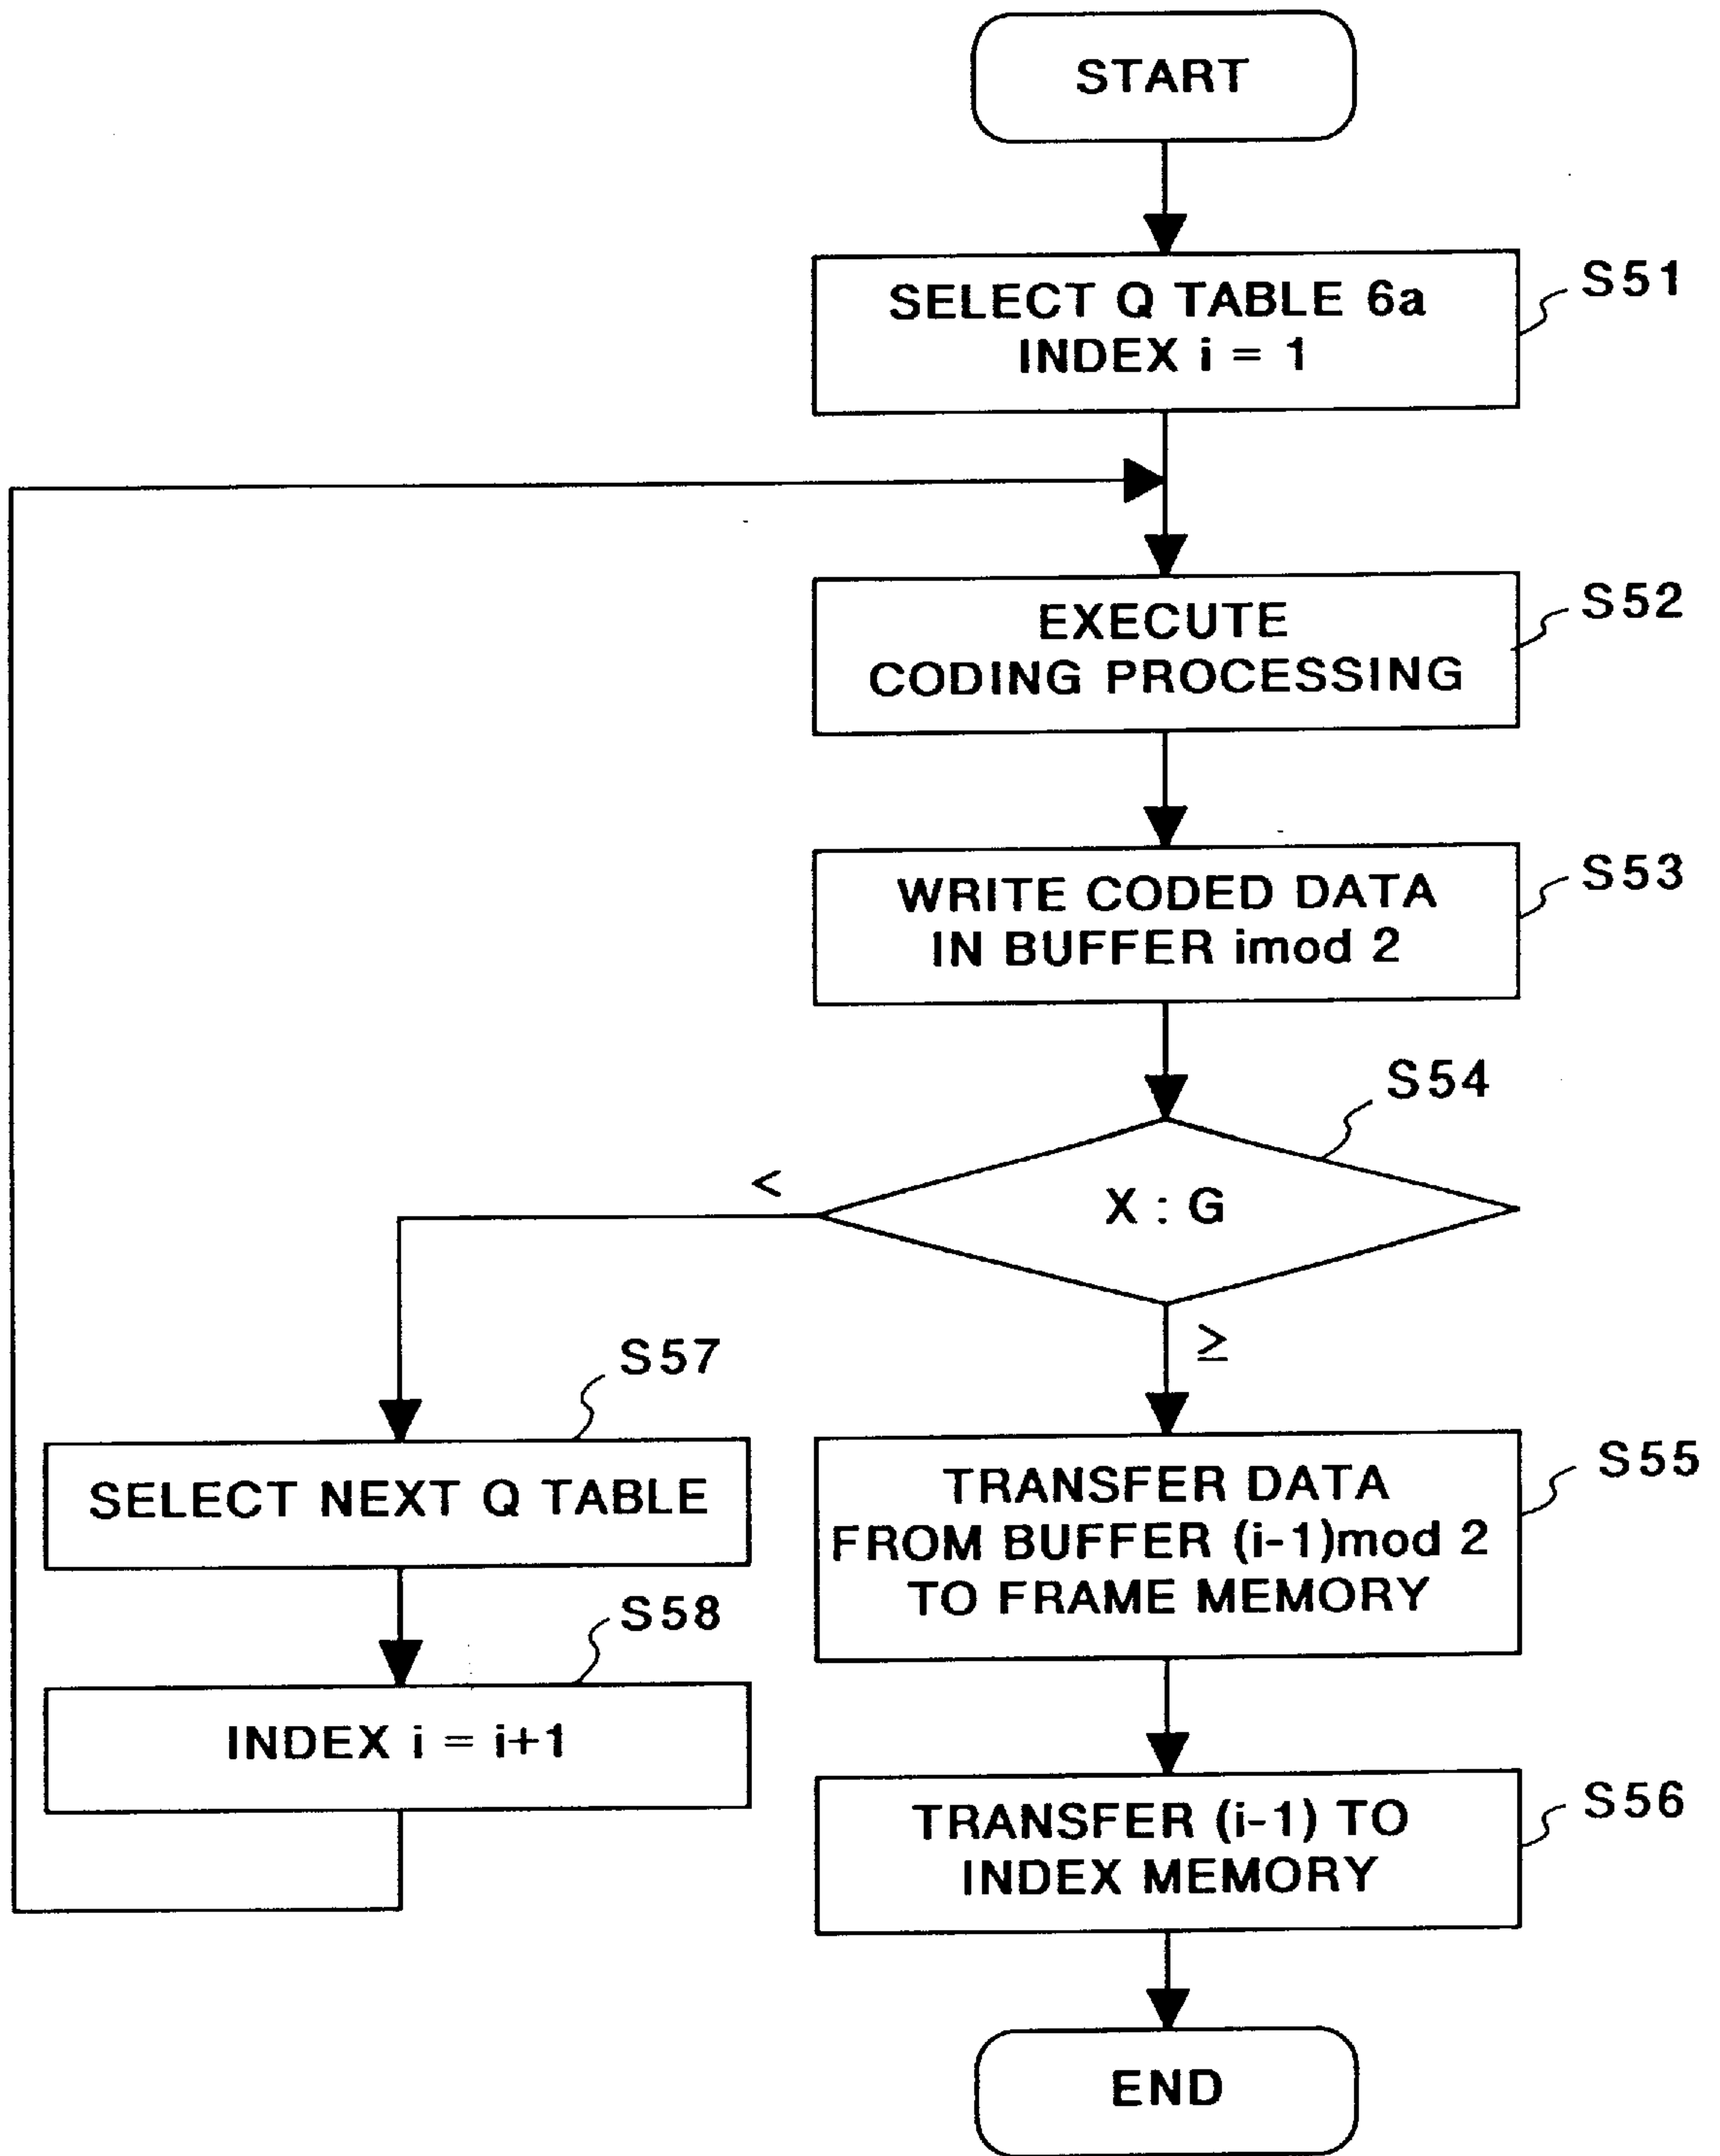 START
SELECT Q TABLE 6a
INDEX i = 1
S51
EXECUTE
CODING PROCESSING
S52
WRITE CODED DATA
IN BUFFER imod 2
S53
S54
X : G
<
≥
S57
SELECT NEXT Q TABLE
S55
TRANSFER DATA
FROM BUFFER (i-1)mod 2
TO FRAME MEMORY
S58
INDEX i = i+1
S56
TRANSFER (i-1) TO
INDEX MEMORY
END